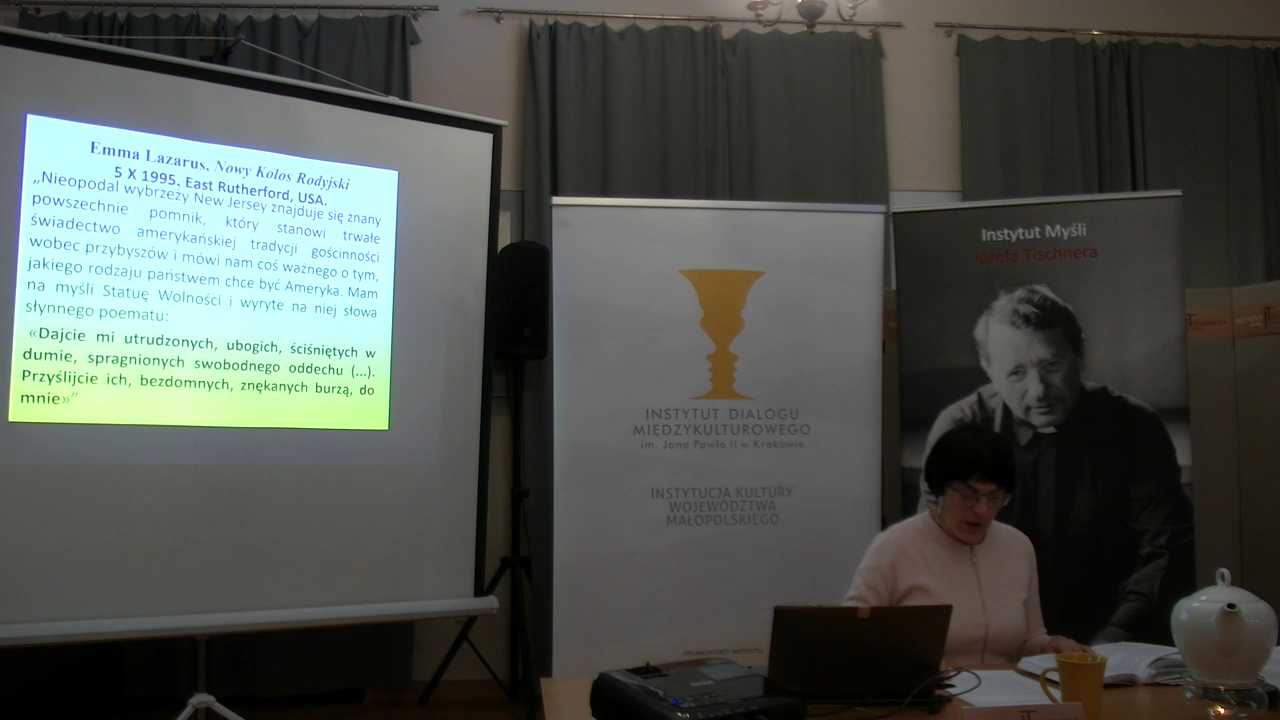 Emma Lazarus, Nowy Kolos Rodyjski
5 X 1995, East Rutherford, USA.
„Nieopodal wybrzeży New Jersey znajduje się znany
powszechnie pomnik, który stanowi trwałe
świadectwo amerykańskiej tradycji gościnności
wobec przybyszów i mówi nam coś ważnego o tym,
jakiego rodzaju państwem chce być Ameryka. Mam
na myśli Statuę Wolności i wyryte na niej słowa
słynnego poematu:
«Dajcie mi utrudzonych, ubogich, ściśniętych w
dumie, spragnionych swobodnego oddechu (...).
Przyślijcie ich, bezdomnych, znękanych burzą, do
mnie»”
INSTYTUT DIALOGU
MIĘDZYKULTUROWEGO
im. Jana Pawła II w Krakowie
INSTYTUCJA KULTURY
WOJEWÓDZTWA
MAŁOPOLSKIEGO
Instytut Myśli
Józefa Tischnera